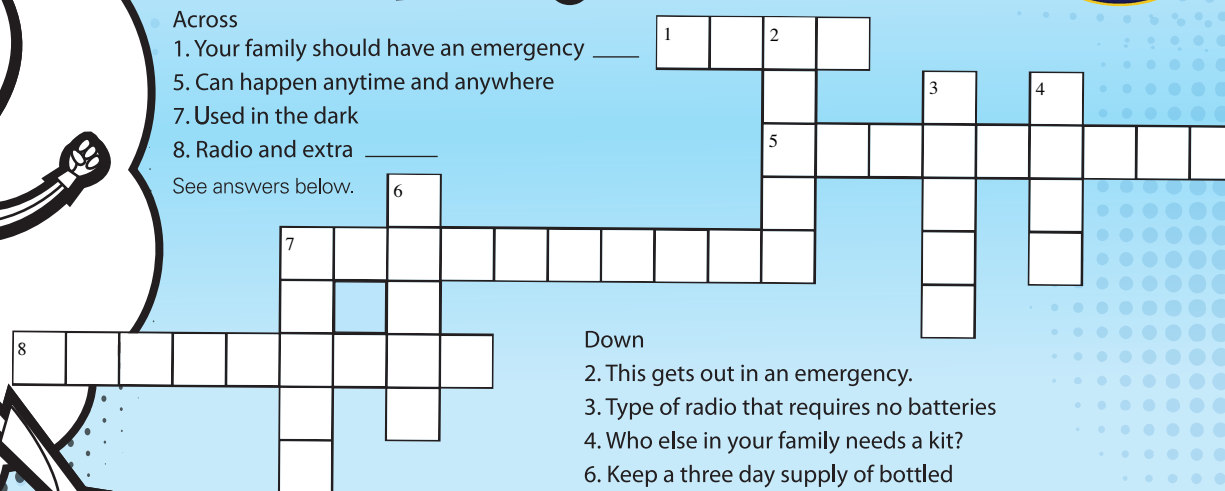 Across
1. Your family should have an emergency ____
5. Can happen anytime and anywhere
7. Used in the dark
8. Radio and extra ______
See answers below.
1
2
3
4
5
6
7
8
Down
2. This gets out in an emergency.
3. Type of radio that requires no batteries
4. Who else in your family needs a kit?
6. Keep a three day supply of bottled